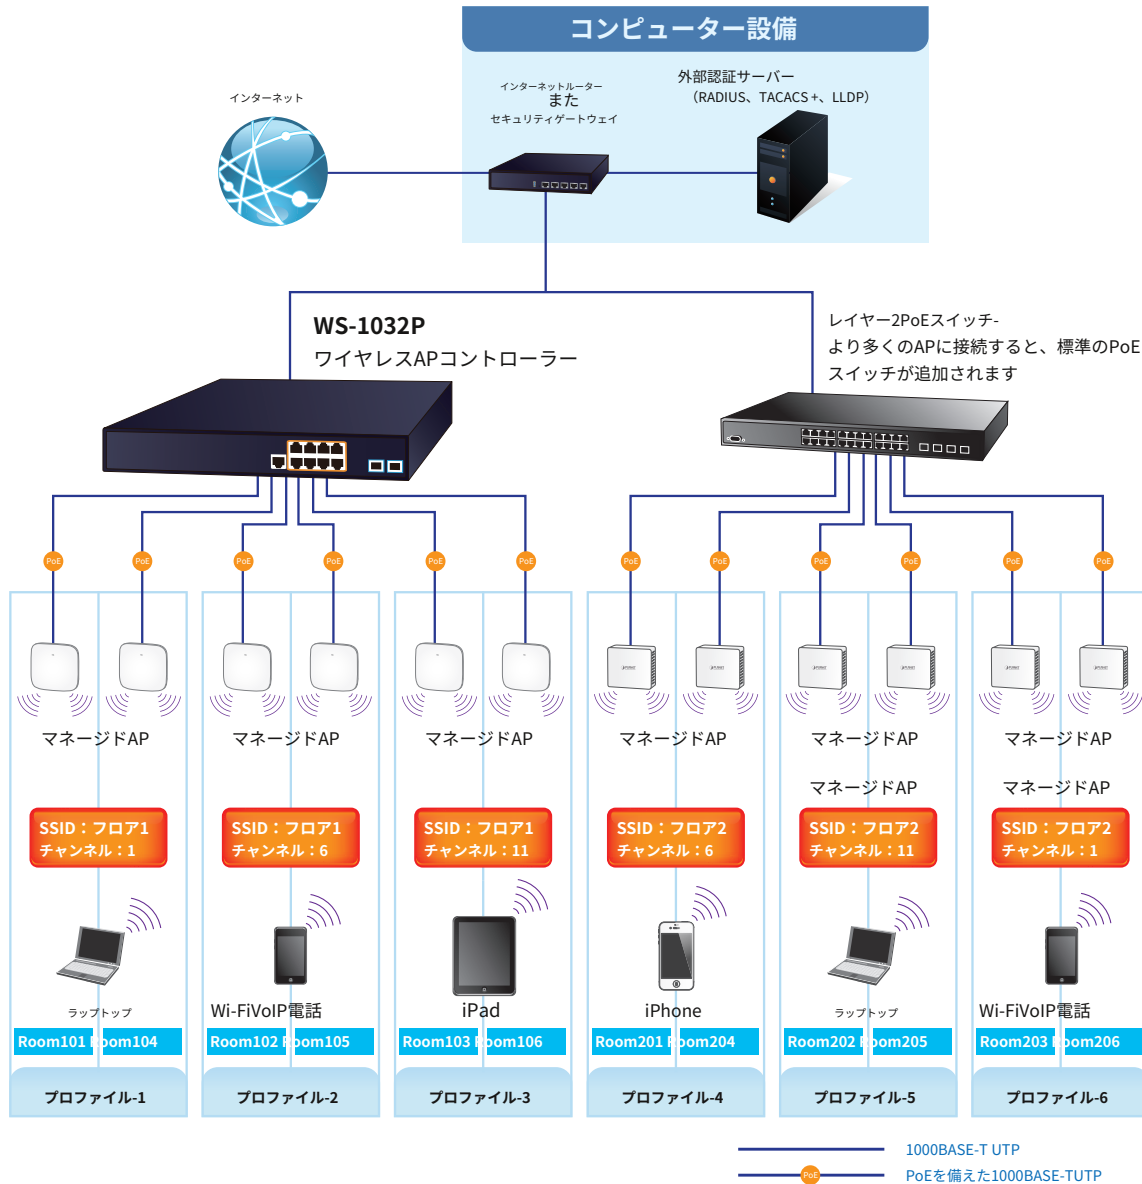 コンピューター設備
インターネット
インターネットルーター
また
セキュリティゲートウェイ
外部認証サーバー
（RADIUS、TACACS +、LLDP）
WS-1032P
ワイヤレスAPコントローラー
レイヤー2PoEスイッチ-
より多くのAPに接続すると、標準のPoE
スイッチが追加されます
PoE PoE PoE PoE PoE PoE PoE PoE PoE PoE PoE PoE
PLANET PLANET PLANET PLANET PLANET PLANET
マネージドAP マネージドAP マネージドAP マネージドAP マネージドAP マネージドAP
マネージドAP マネージドAP
SSID：フロア1 SSID：フロア1 SSID：フロア1 SSID：フロア2 SSID：フロア2 SSID：フロア2
チャンネル：1 チャンネル：6 チャンネル：11 チャンネル：6 チャンネル：11 チャンネル：1
ラップトップ Wi-FiVoIP電話 iPad iPhone ラップトップ Wi-FiVoIP電話
Room101 Room104 Room102 Room105 Room103 Room106 Room201 Room204 Room202 Room205 Room203 Room206
プロファイル-1 プロファイル-2 プロファイル-3 プロファイル-4 プロファイル-5 プロファイル-6
1000BASE-T UTP
PoE PoEを備えた1000BASE-TUTP